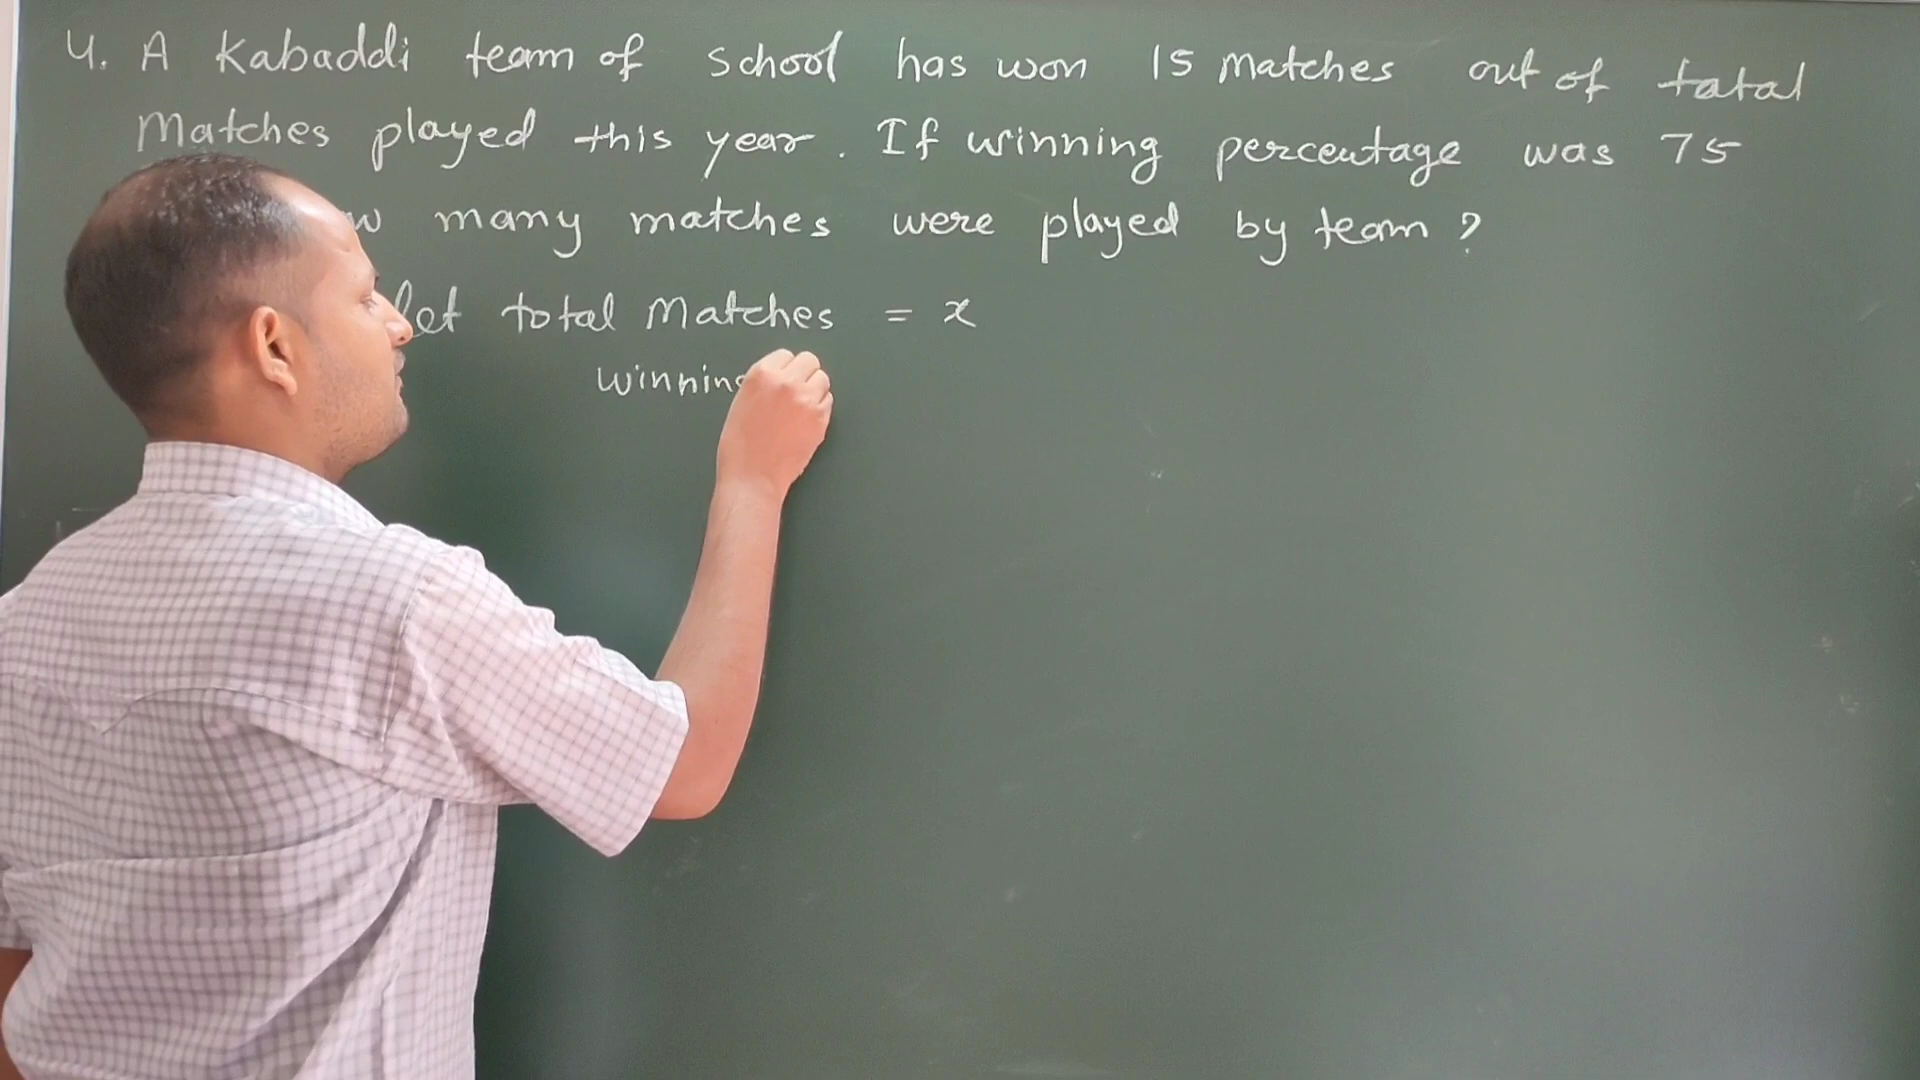 4. A Kabaddi team of school has won 15 matches out of tatal
Matches played this year. If winning percentage was 75
many matches were played by team ?
let total Matches = x
winning